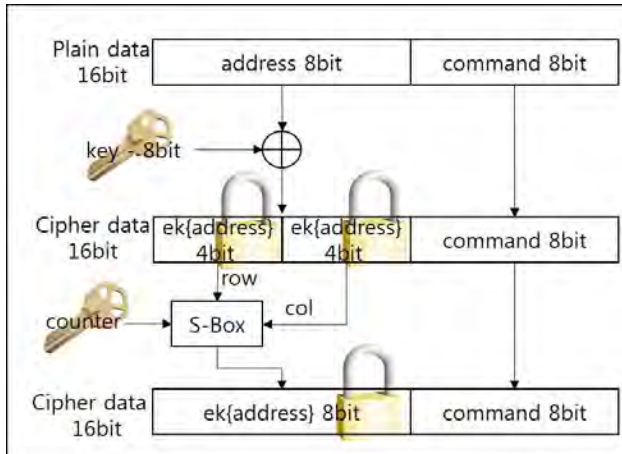 Plain data
16bit
address 8bit
command 8bit
key - 8bit
Cipher data
16bit
ek{address}
4bit
ek{address}
4bit
command 8bit
row
col
counter
S-Box
Cipher data
16bit
ek{address} 8bit
command 8bit